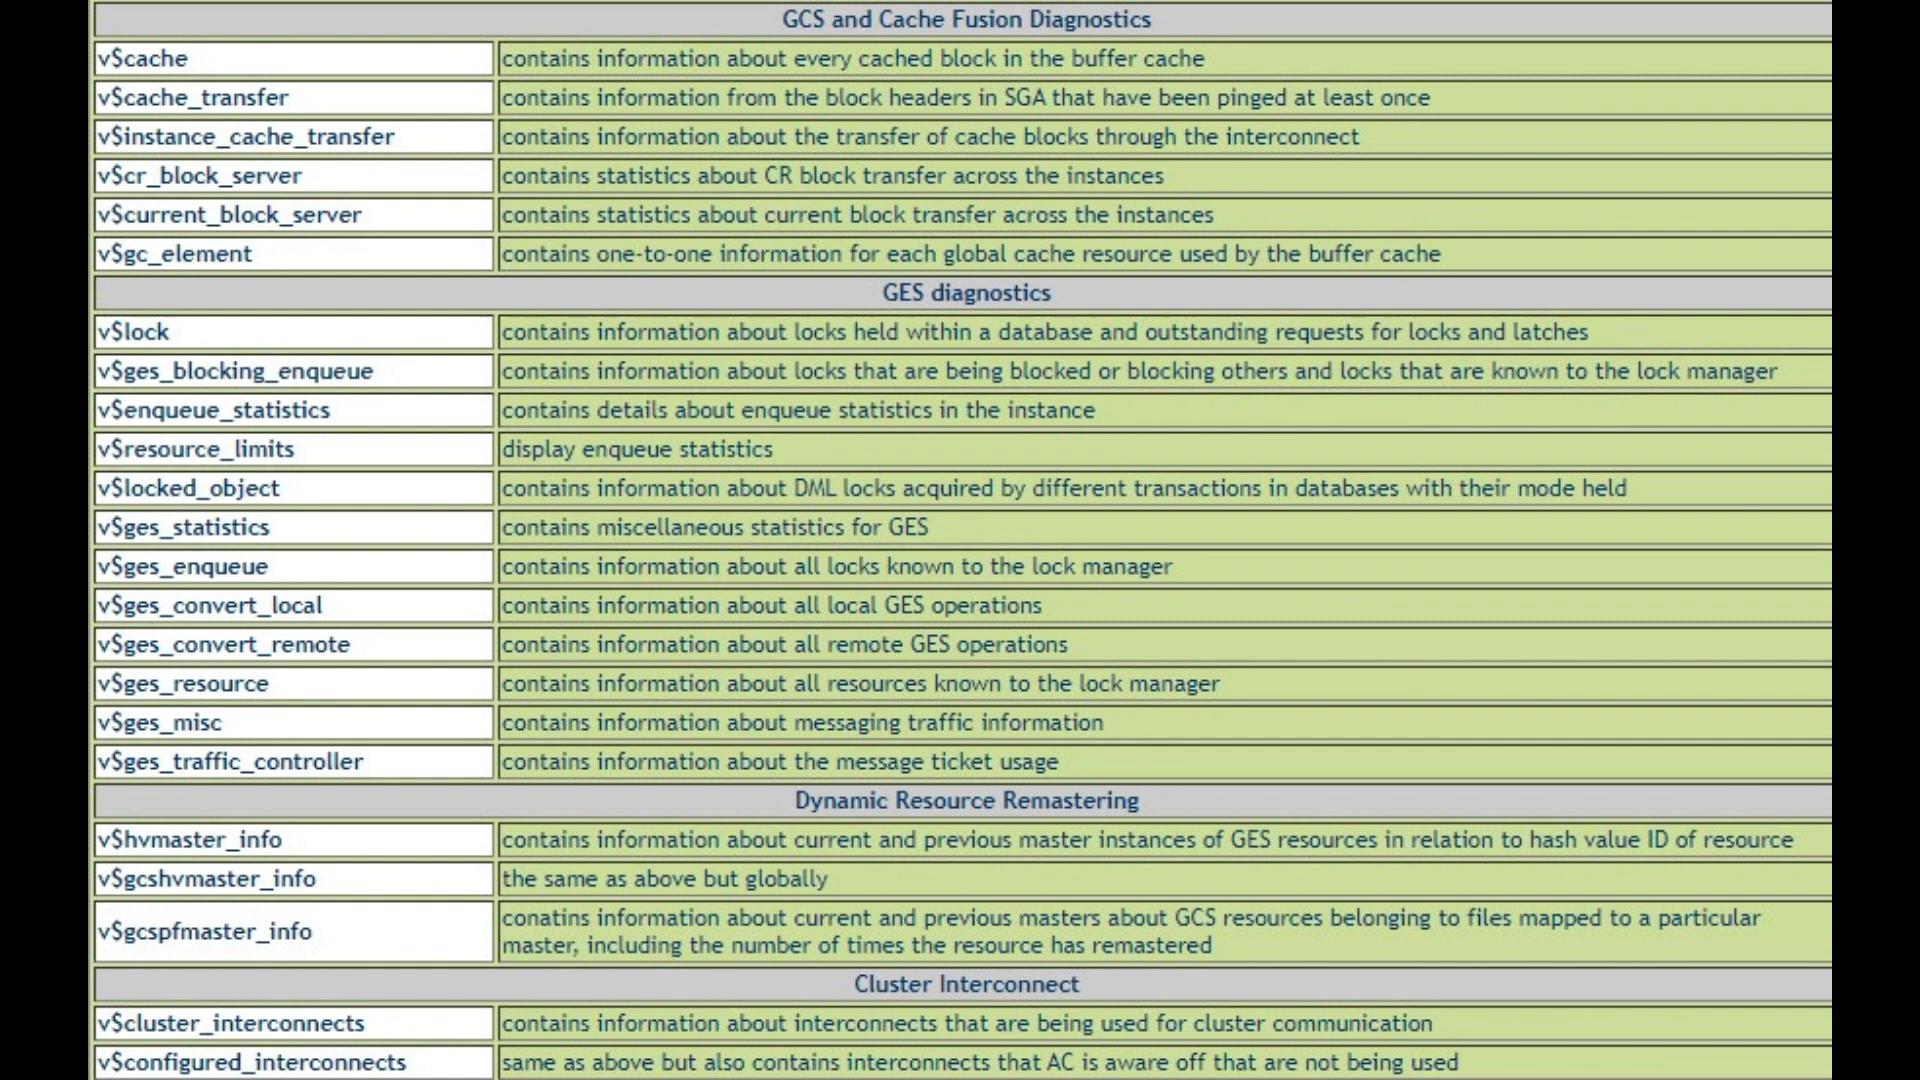 GCS and Cache Fusion Diagnostics
v$cache contains information about every cached block in the buffer cache
v$cache_transfer contains information from the block headers in SGA that have been pinged at least once
v$instance_cache_transfer contains information about the transfer of cache blocks through the interconnect
v$cr_block_server contains statistics about CR block transfer across the instances
v$current_block_server contains statistics about current block transfer across the instances
v$gc_element contains one-to-one information for each global cache resource used by the buffer cache
GES diagnostics
v$lock contains information about locks held within a database and outstanding requests for locks and latches
v$ges_blocking_enqueue contains information about locks that are being blocked or blocking others and locks that are known to the lock manager
v$enqueue_statistics contains details about enqueue statistics in the instance
v$resource_limits display enqueue statistics
v$locked_object contains information about DML locks acquired by different transactions in databases with their mode held
v$ges_statistics contains miscellaneous statistics for GES
v$ges_enqueue contains information about all locks known to the lock manager
v$ges_convert_local contains information about all local GES operations
v$ges_convert_remote contains information about all remote GES operations
v$ges_resource contains information about all resources known to the lock manager
v$ges_misc contains information about messaging traffic information
v$ges_traffic_controller contains information about the message ticket usage
Dynamic Resource Remastering
v$hvmaster_info contains information about current and previous master instances of GES resources in relation to hash value ID of resource
v$gcshvmaster_info the same as above but globally
v$gcspfmaster_info conatins information about current and previous masters about GCS resources belonging to files mapped to a particular
master, including the number of times the resource has remastered
Cluster Interconnect
v$cluster_interconnects contains information about interconnects that are being used for cluster communication
v$configured_interconnects same as above but also contains interconnects that AC is aware off that are not being used